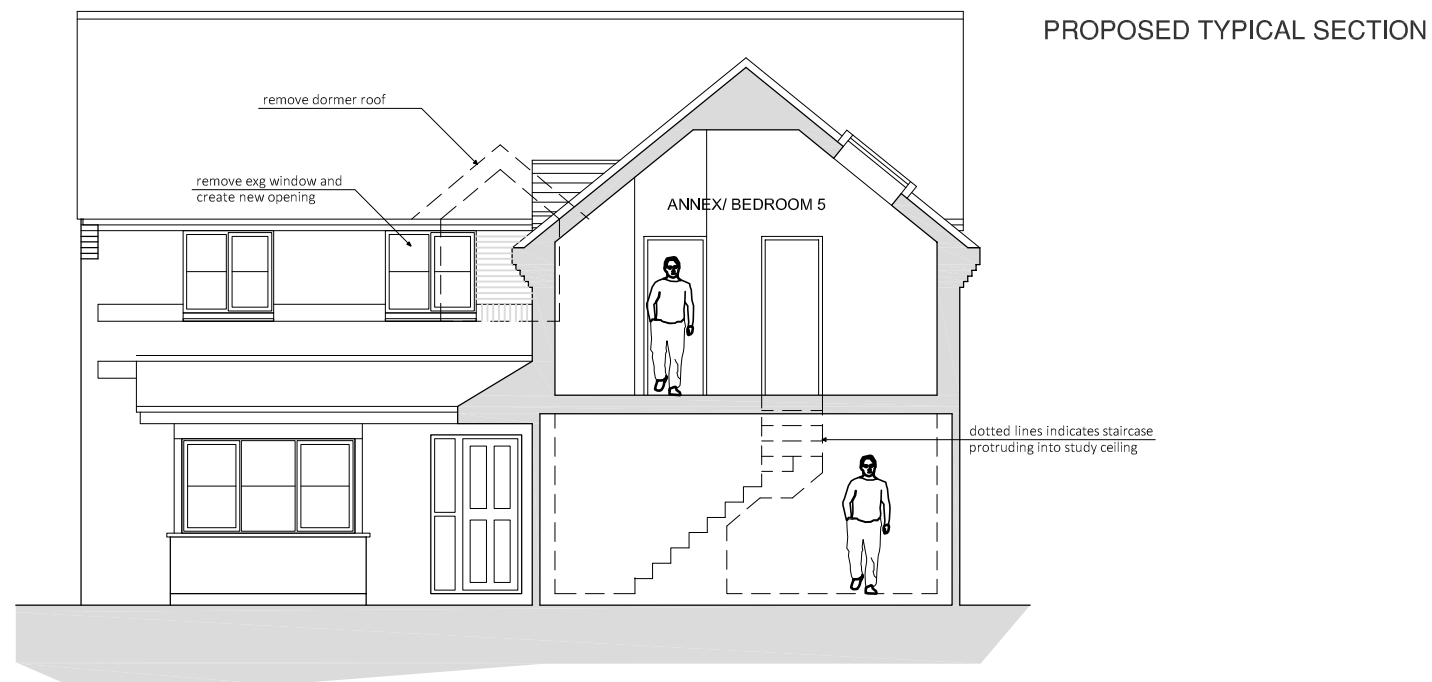 PROPOSED TYPICAL SECTION
remove dormer roof
remove exg window and
create new opening
ANNEX/ BEDROOM 5
dotted lines indicates staircase
protruding into study ceiling